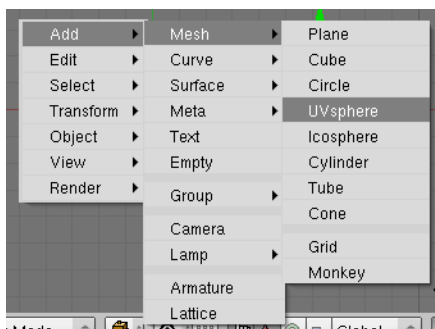 Add
Edit
Select
Transform
Object
View
Render
Mesh
Curve
Surface
Meta
Text
Empty
Group
Camera
Lamp
Armature
Lattice
Plane
Cube
Circle
UVsphere
Icosphere
Cylinder
Tube
Cone
Grid
Monkey
Mode
Global